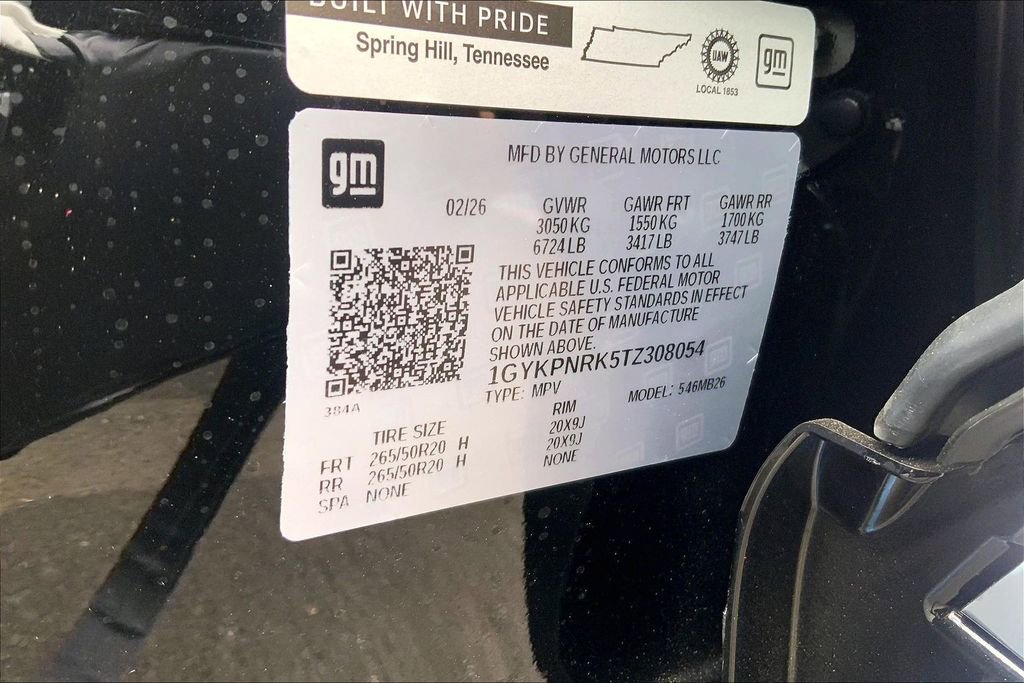 BUILT WITH PRIDE
Spring Hill, Tennessee
UAW
LOCAL 1853
gm
gm
MFD BY GENERAL MOTORS LLC
02/26
GVWR GAWR FRT GAWR RR
3050 KG 1550 KG 1700 KG
6724 LB 3417 LB 3747 LB
THIS VEHICLE CONFORMS TO ALL
APPLICABLE U.S. FEDERAL MOTOR
VEHICLE SAFETY STANDARDS IN EFFECT
ON THE DATE OF MANUFACTURE
SHOWN ABOVE.
1GYKPNRK5TZ308054
TYPE: MPV MODEL: 546MB26
384A
TIRE SIZE RIM
FRT 265/50R20 H 20X9J
RR 265/50R20 H 20X9J
SPA NONE NONE